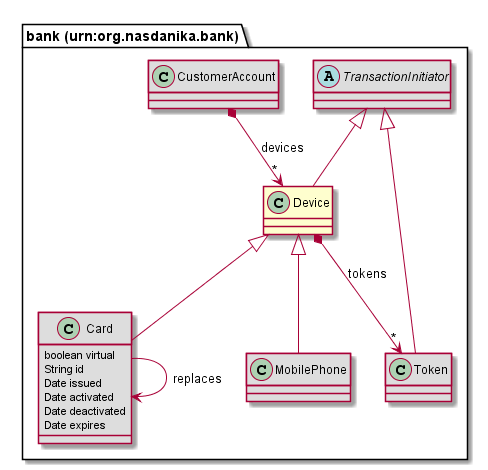 bank (urn:org.nasdanika.bank)
C CustomerAccount
A TransactionInitiator
devices
*
C Device
tokens
*
C Card
boolean virtual
String id
Date issued
Date activated
Date deactivated
Date expires
replaces
C MobilePhone
C Token